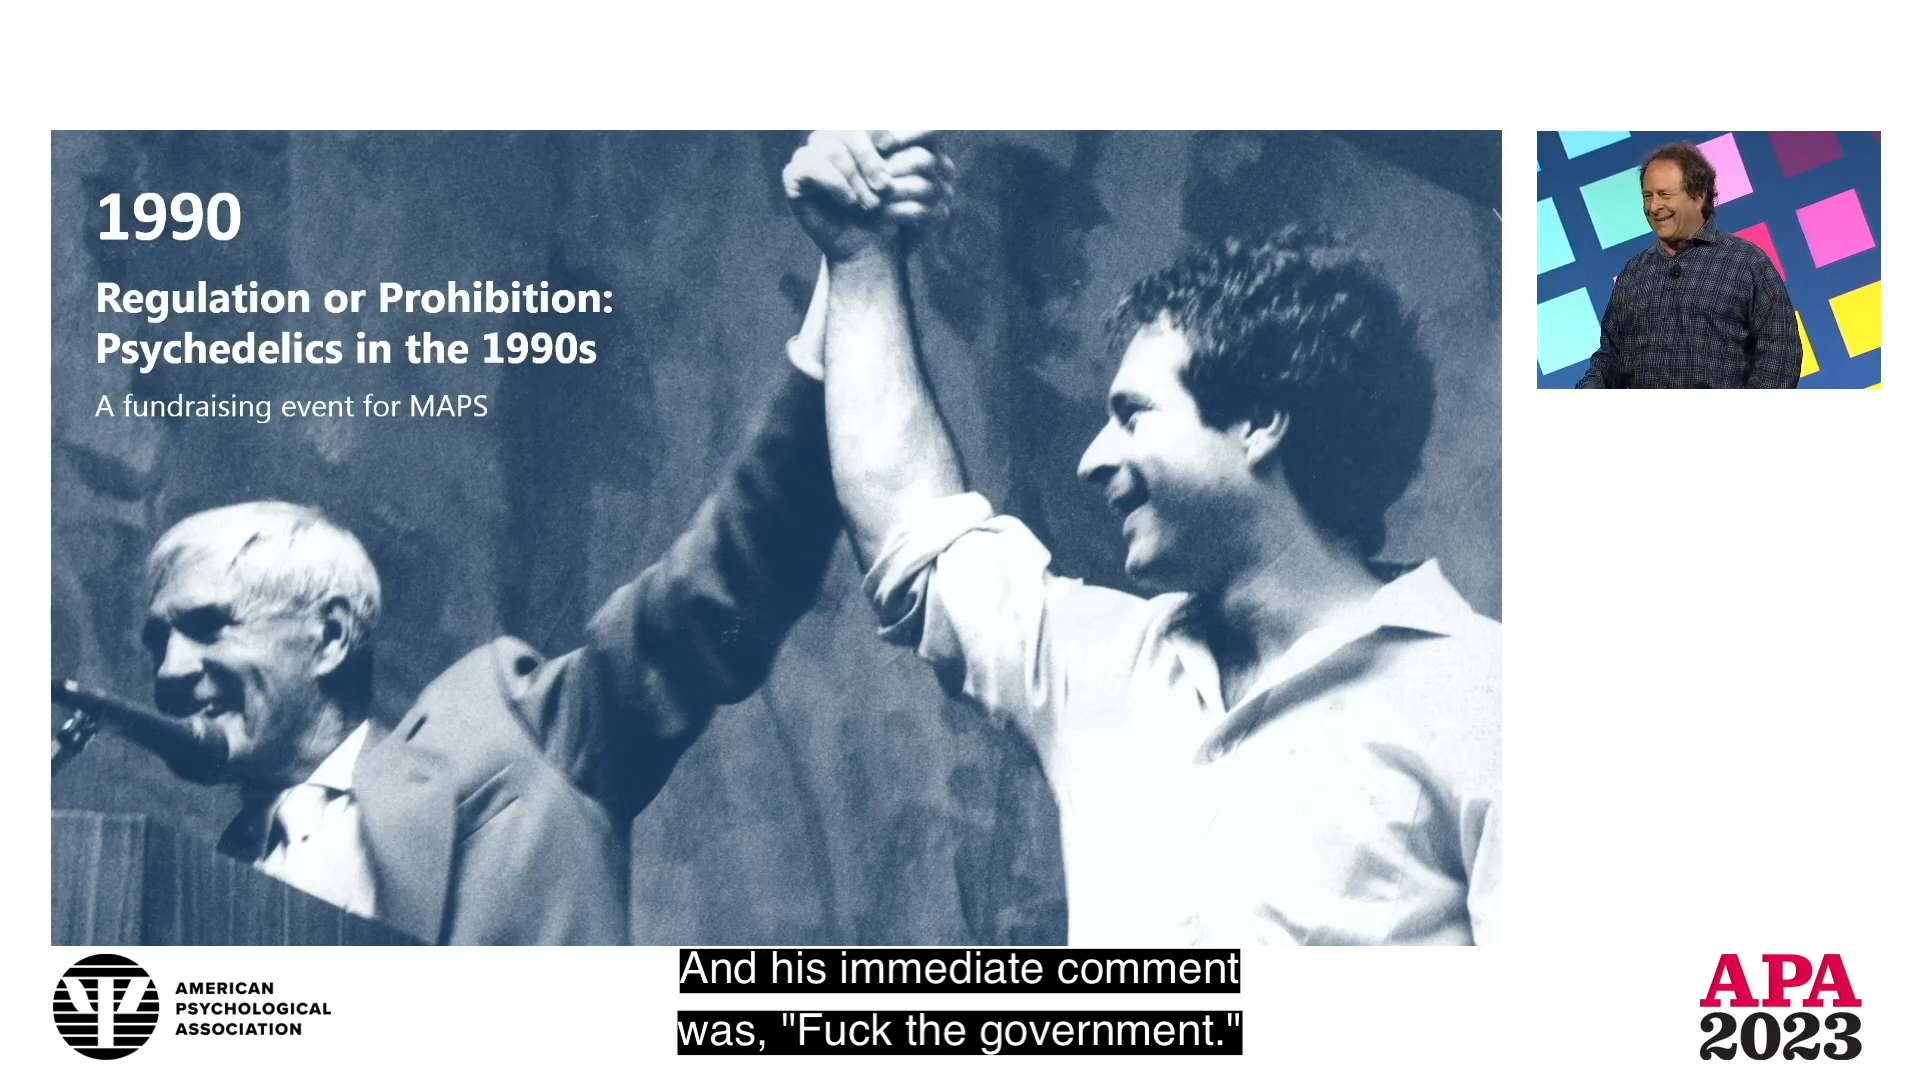 1990
Regulation or Prohibition:
Psychedelics in the 1990s
A fundraising event for MAPS
And his immediate comment
was, "Fuck the government."
AMERICAN
PSYCHOLOGICAL
ASSOCIATION
APA
2023